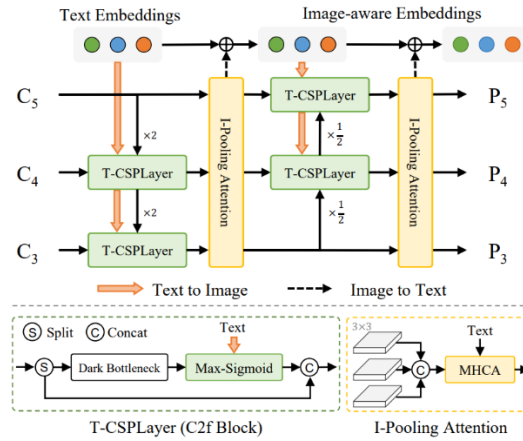 Text Embeddings
Image-aware Embeddings
C5
I-Pooling Attention
T-CSPLayer
I-Pooling Attention
P5
×2
×1/2
C4
T-CSPLayer
T-CSPLayer
P4
×2
×1/2
C3
T-CSPLayer
P3
Text to Image
Image to Text
S Split C Concat
Text
S
Dark Bottleneck
Max-Sigmoid
C
T-CSPLayer (C2f Block)
3×3
Text
C
MHCA
I-Pooling Attention